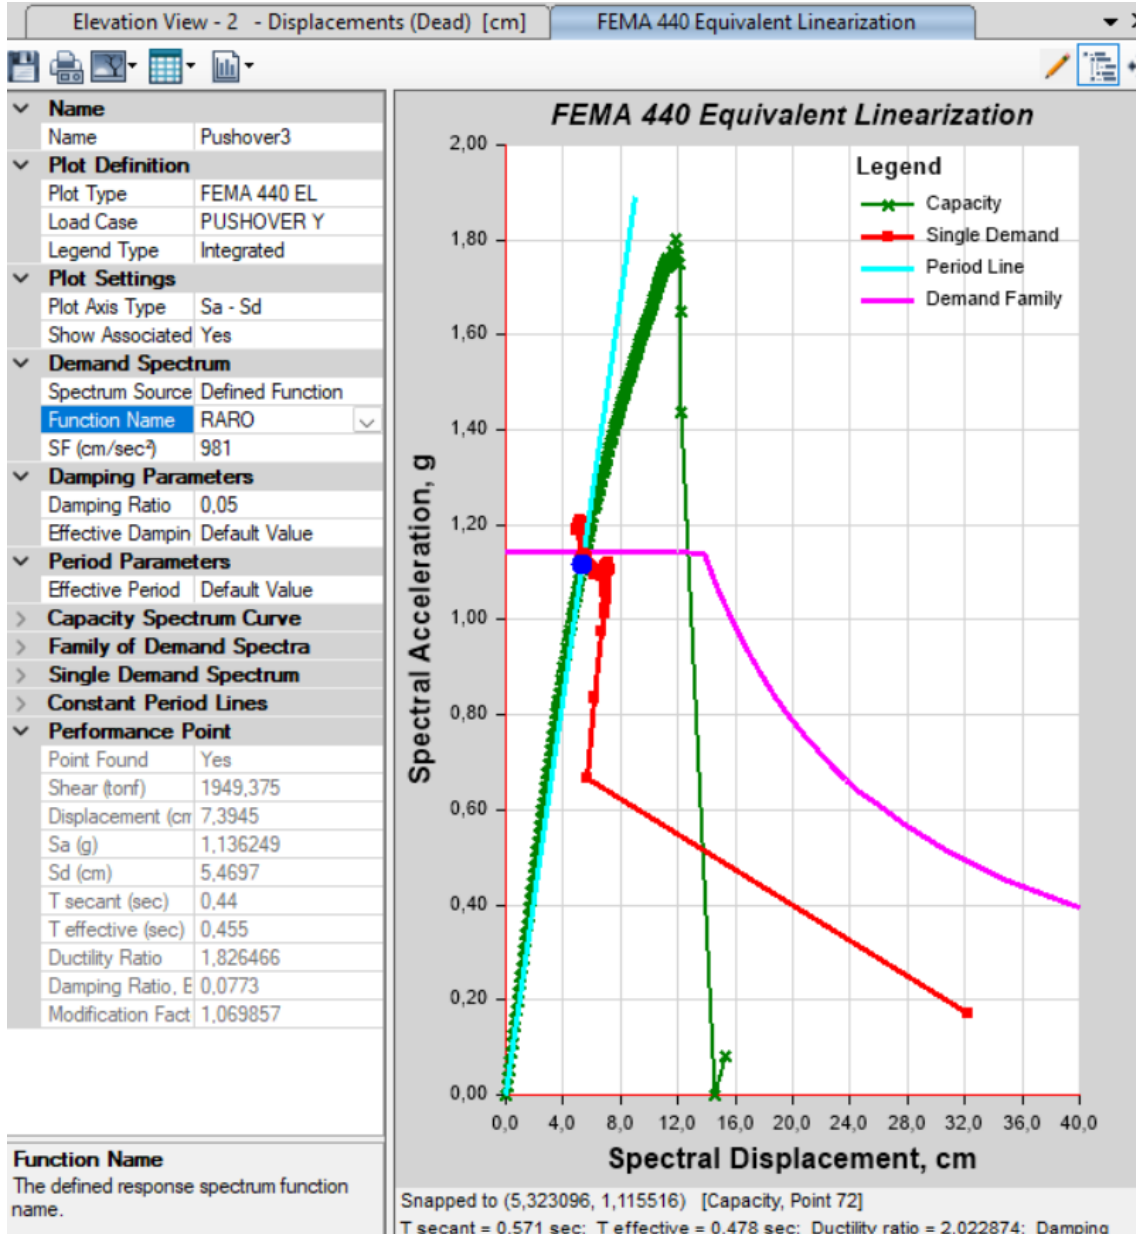 Elevation View - 2 - Displacements (Dead) [cm]
FEMA 440 Equivalent Linearization
Name
Name Pushover3
Plot Definition
Plot Type FEMA 440 EL
Load Case PUSHOVER Y
Legend Type Integrated
Plot Settings
Plot Axis Type Sa - Sd
Show Associated Yes
Demand Spectrum
Spectrum Source Defined Function
Function Name RARO
SF (cm/sec²) 981
Damping Parameters
Damping Ratio 0,05
Effective Dampin Default Value
Period Parameters
Effective Period Default Value
Capacity Spectrum Curve
Family of Demand Spectra
Single Demand Spectrum
Constant Period Lines
Performance Point
Point Found Yes
Shear (tonf) 1949,375
Displacement (cm 7,3945
Sa (g) 1,136249
Sd (cm) 5,4697
T secant (sec) 0,44
T effective (sec) 0,455
Ductility Ratio 1,826466
Damping Ratio, E 0,0773
Modification Fact 1,069857
Function Name
The defined response spectrum function
name.
FEMA 440 Equivalent Linearization
Legend
Capacity
Single Demand
Period Line
Demand Family
Spectral Acceleration, g
2,00
1,80
1,60
1,40
1,20
1,00
0,80
0,60
0,40
0,20
0,00
0,0 4,0 8,0 12,0 16,0 20,0 24,0 28,0 32,0 36,0 40,0
Spectral Displacement, cm
Snapped to (5,323096, 1,115516) [Capacity, Point 72]
T secant = 0,571 sec; T effective = 0,478 sec; Ductility ratio = 2,022874; Damping